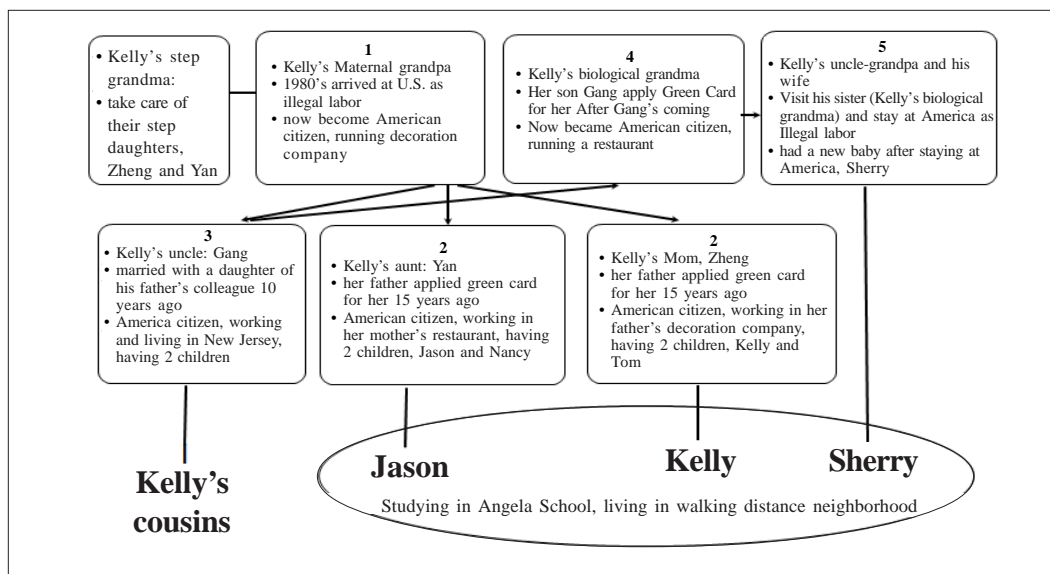 • Kelly's step
grandma:
• take care of
their step
daughters,
Zheng and Yan
1
• Kelly's Maternal grandpa
• 1980's arrived at U.S. as
illegal labor
• now become American
citizen, running decoration
company
4
• Kelly's biological grandma
• Her son Gang apply Green Card
for her After Gang's coming
• Now became American citizen,
running a restaurant
5
• Kelly's uncle-grandpa and his
wife
• Visit his sister (Kelly's biological
grandma) and stay at America as
Illegal labor
• had a new baby after staying at
America, Sherry
3
• Kelly's uncle: Gang
• married with a daughter of
his father's colleague 10
years ago
• America citizen, working
and living in New Jersey,
having 2 children
2
• Kelly's aunt: Yan
• her father applied green card
for her 15 years ago
• American citizen, working in
her mother's restaurant, having
2 children, Jason and Nancy
2
• Kelly's Mom, Zheng
• her father applied green card
for her 15 years ago
• American citizen, working in her
father's decoration company,
having 2 children, Kelly and
Tom
Kelly's
cousins
Jason
Kelly
Sherry
Studying in Angela School, living in walking distance neighborhood